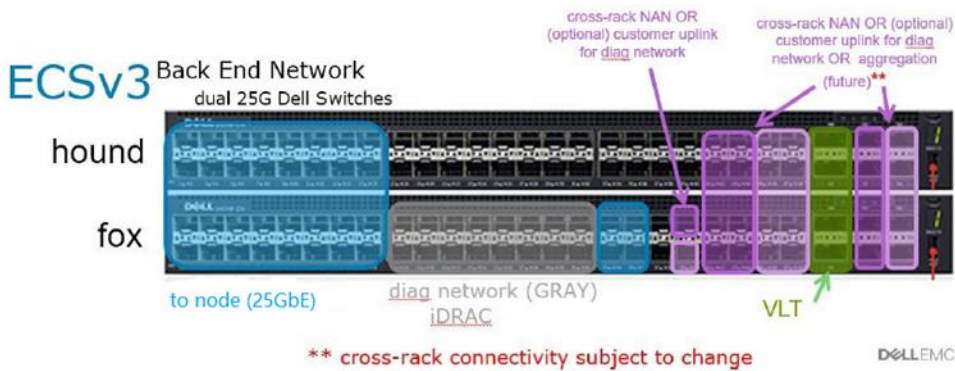 cross-rack NAN OR
(optional) customer uplink
for diag network
cross-rack NAN OR (optional)
customer uplink for diag
network OR aggregation
(future)**
ECSv3 Back End Network
dual 25G Dell Switches
hound
fox
DELL
to node (25GbE)
diag network (GRAY)
iDRAC
VLT
** cross-rack connectivity subject to change
DELLEMC